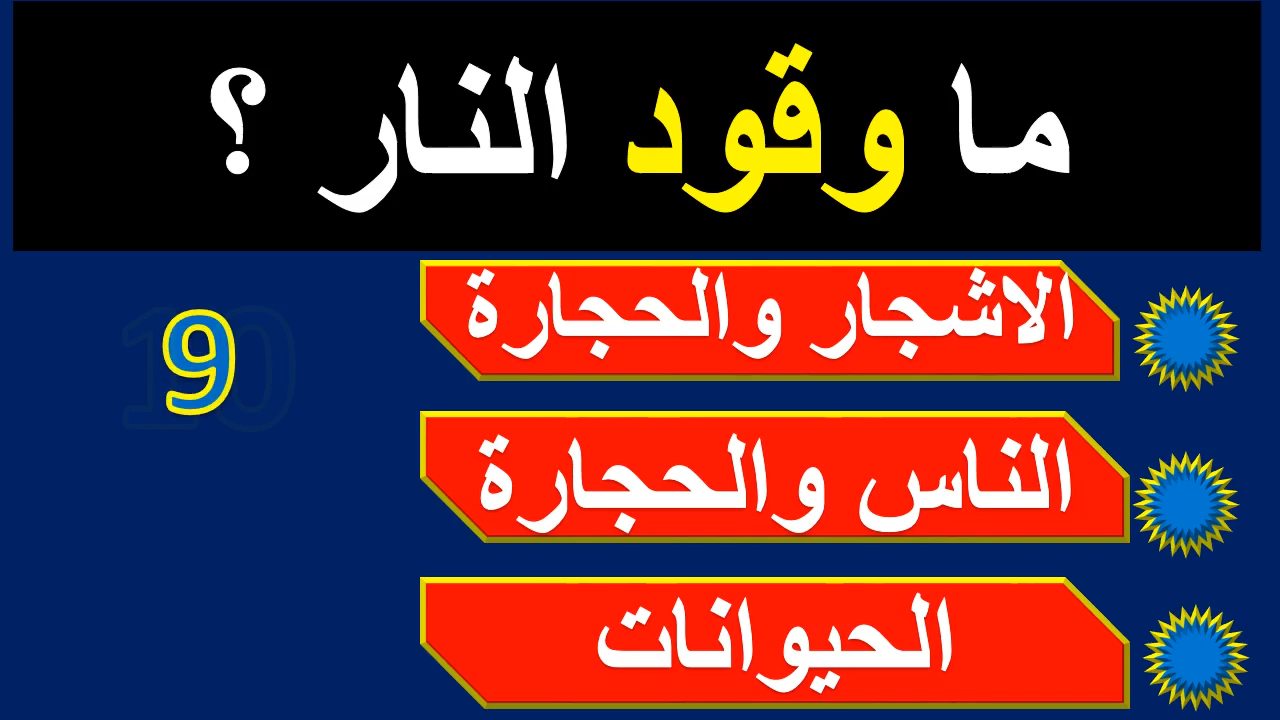 ما وقود النار ؟
الاشجار والحجارة
9
الناس والحجارة
الحيوانات